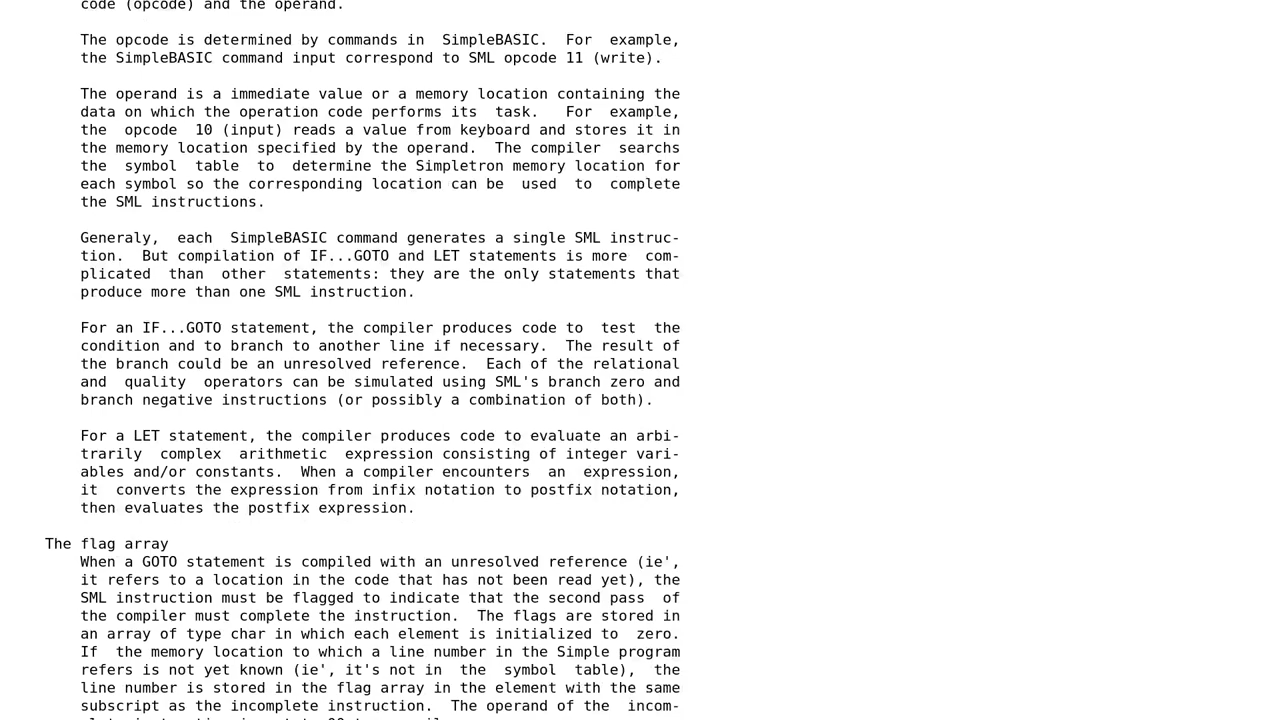 code (opcode) and the operand.
The opcode is determined by commands in  SimpleBASIC.  For  example,
the SimpleBASIC command input correspond to SML opcode 11 (write).
The operand is a immediate value or a memory location containing the
data on which the operation code performs its  task.   For  example,
the  opcode  10 (input) reads a value from keyboard and stores it in
the memory location specified by the operand.  The compiler  searchs
the  symbol  table  to  determine the Simpletron memory location for
each symbol so the corresponding location can be  used  to  complete
the SML instructions.
Generaly,  each  SimpleBASIC command generates a single SML instruc-
tion.  But compilation of IF...GOTO and LET statements is more  com-
plicated  than  other  statements: they are the only statements that
produce more than one SML instruction.
For an IF...GOTO statement, the compiler produces code to  test  the
condition and to branch to another line if necessary.  The result of
the branch could be an unresolved reference.  Each of the relational
and  quality  operators can be simulated using SML's branch zero and
branch negative instructions (or possibly a combination of both).
For a LET statement, the compiler produces code to evaluate an arbi-
trarily  complex  arithmetic  expression consisting of integer vari-
ables and/or constants.  When a compiler encounters  an  expression,
it  converts the expression from infix notation to postfix notation,
then evaluates the postfix expression.
The flag array
When a GOTO statement is compiled with an unresolved reference (ie',
it refers to a location in the code that has not been read yet), the
SML instruction must be flagged to indicate that the second pass  of
the compiler must complete the instruction.  The flags are stored in
an array of type char in which each element is initialized to  zero.
If  the memory location to which a line number in the Simple program
refers is not yet known (ie', it's not in  the  symbol  table),  the
line number is stored in the flag array in the element with the same
subscript as the incomplete instruction.  The operand of the  incom-